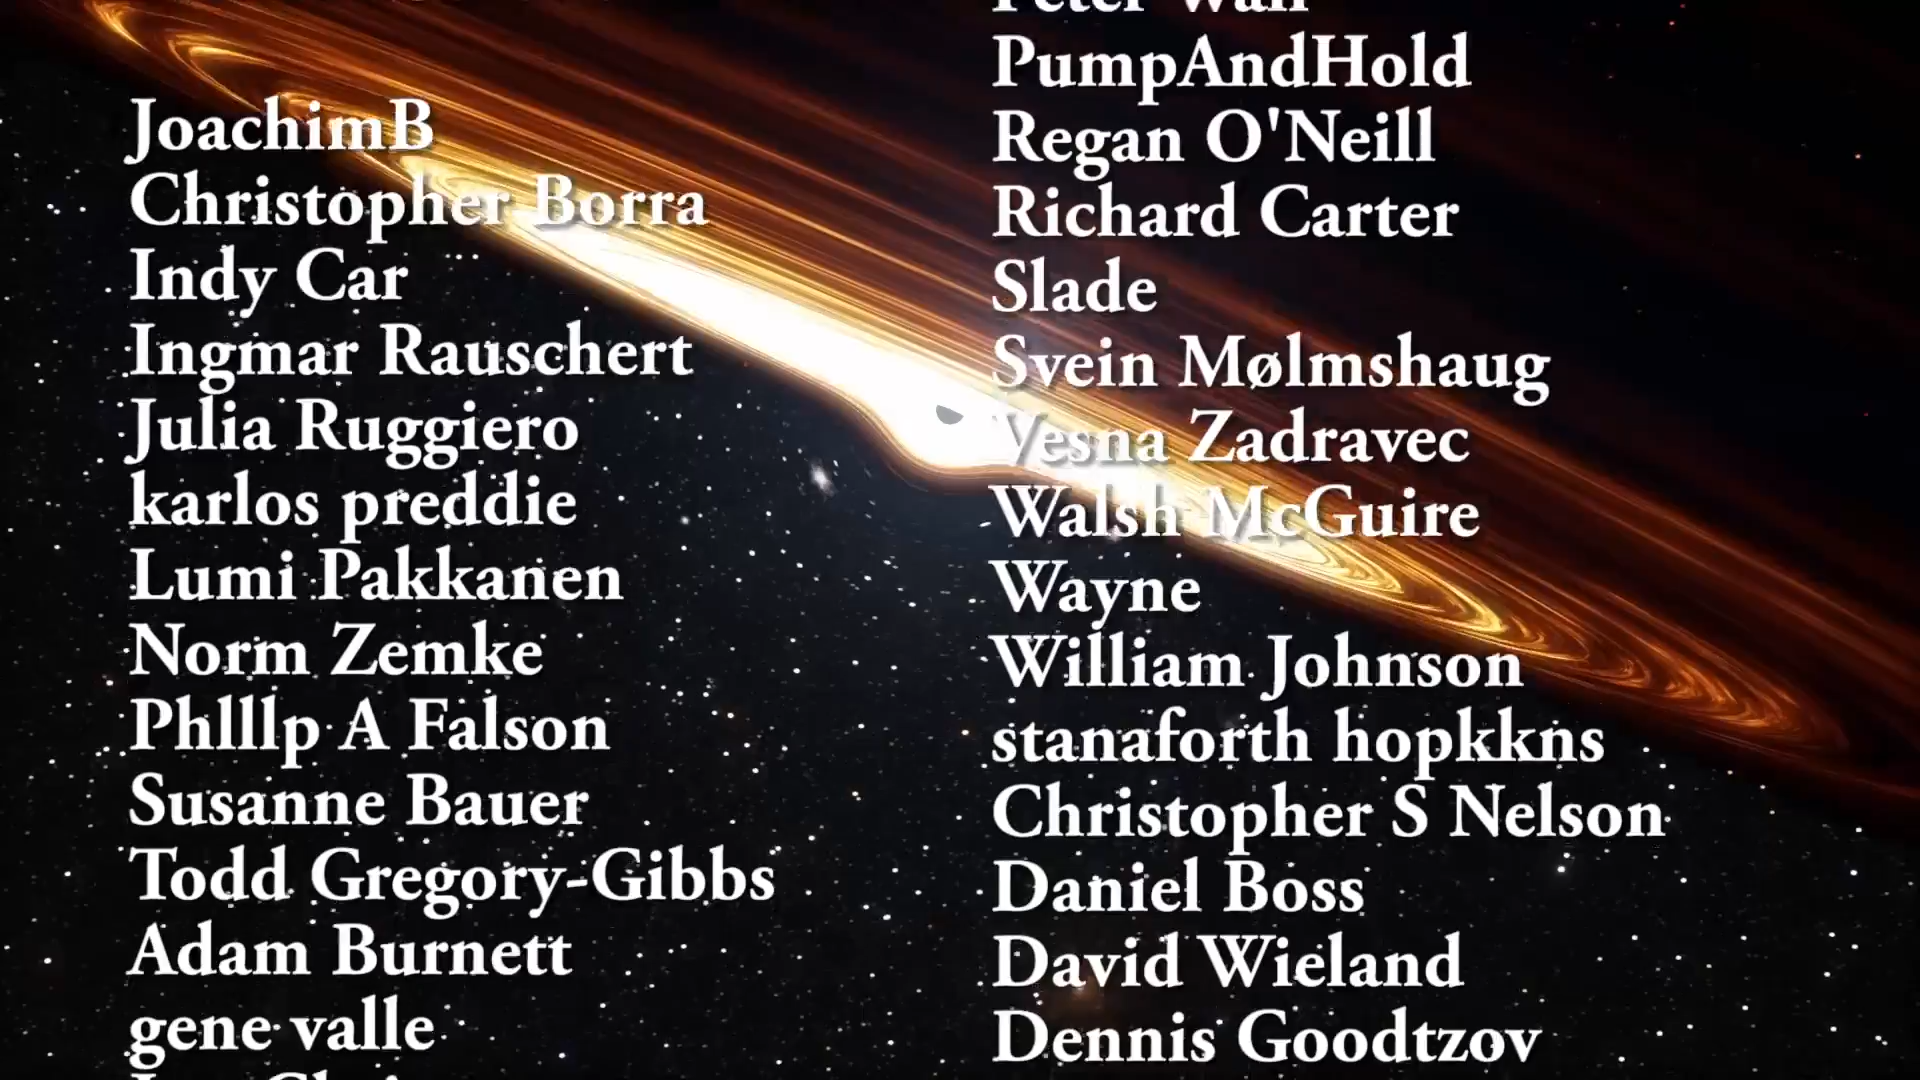 JoachimB
Christopher Borra
Indy Car
Ingmar Rauschert
Julia Ruggiero
karlos preddie
Lumi Pakkanen
Norm Zemke
Phlllp A Falson
Susanne Bauer
Todd Gregory-Gibbs
Adam Burnett
gene valle
Peter Wall
PumpAndHold
Regan O'Neill
Richard Carter
Slade
Svein Mølmshaug
Vesna Zadravec
Walsh McGuire
Wayne
William Johnson
stanaforth hopkkns
Christopher S Nelson
Daniel Boss
David Wieland
Dennis Goodtzov